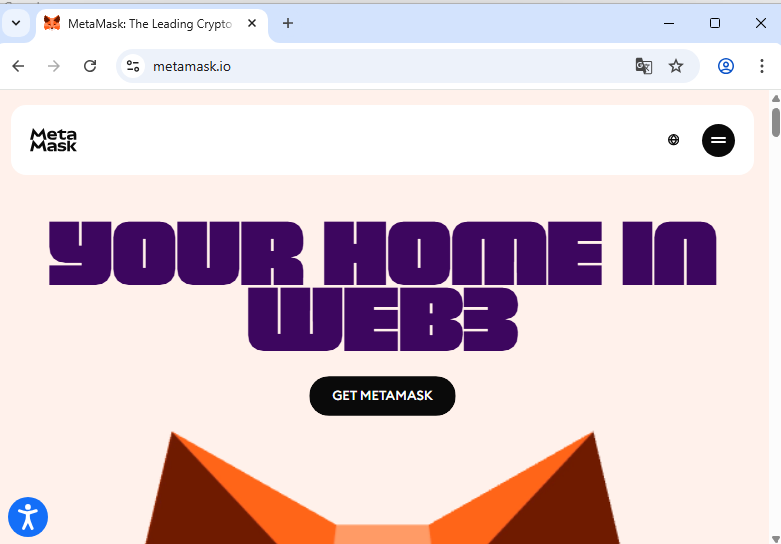 MetaMask: The Leading Crypto
metamask.io
Meta
Mask
YOUR HOME IN
WEB3
GET METAMASK